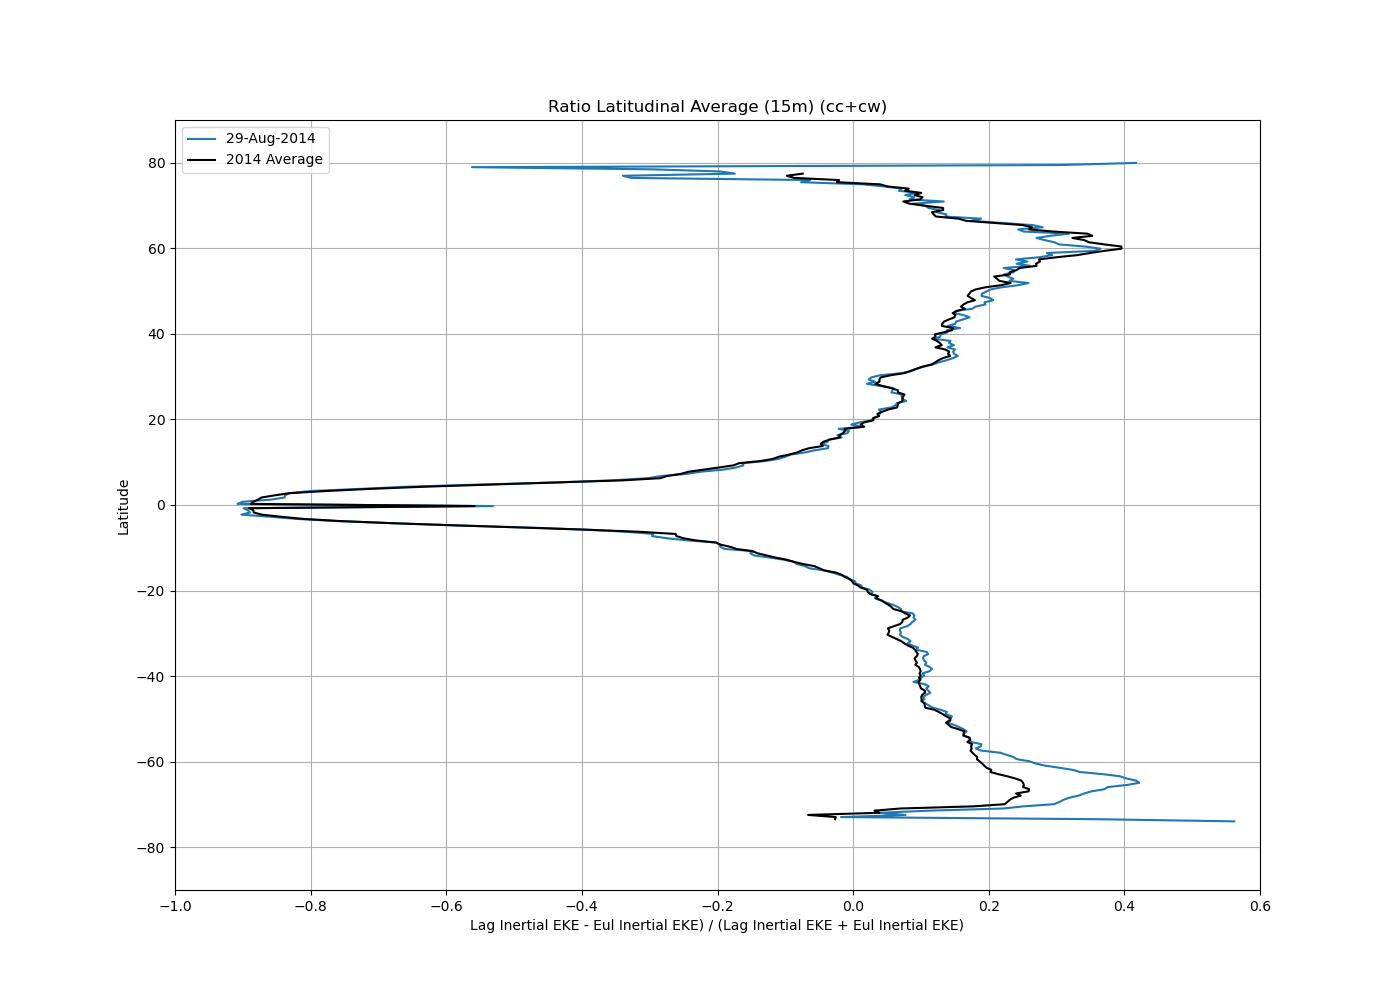 Ratio Latitudinal Average (15m) (cc+cw)
29-Aug-2014
2014 Average
80
60
40
20
0
−20
−40
−60
−80
Latitude
−1.0 −0.8 −0.6 −0.4 −0.2 0.0 0.2 0.4 0.6
Lag Inertial EKE - Eul Inertial EKE) / (Lag Inertial EKE + Eul Inertial EKE)